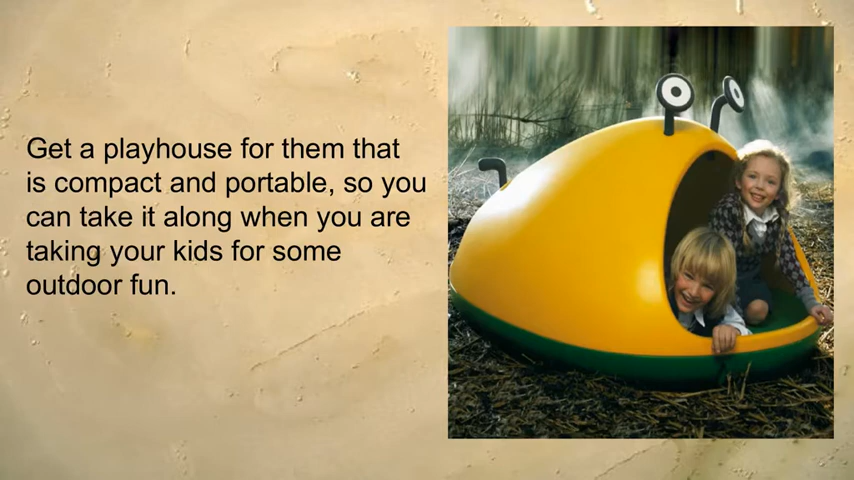 Get a playhouse for them that
is compact and portable, so you
can take it along when you are
taking your kids for some
outdoor fun.